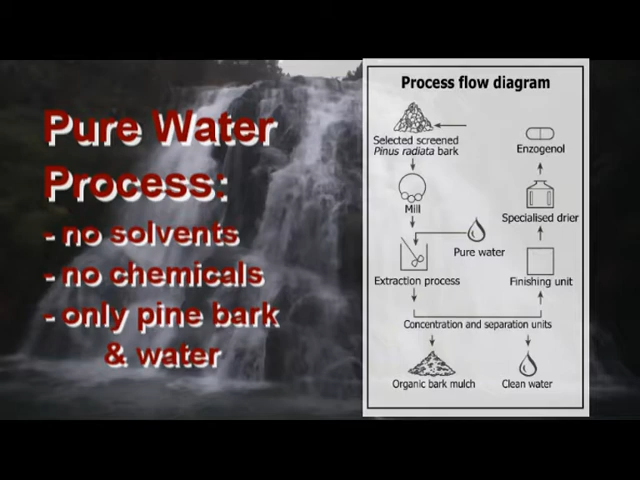 Pure Water
Process:
- no solvents
- no chemicals
- only pine bark
& water
Process flow diagram
Selected screened
Pinus radiata bark
Mill
Pure water
Extraction process
Enzogenol
Specialised drier
Finishing unit
Concentration and separation units
Organic bark mulch
Clean water